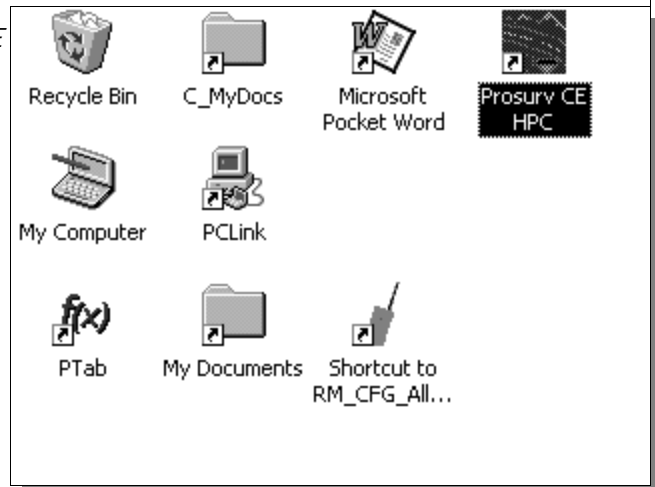 Recycle Bin
C_MyDocs
Microsoft
Pocket Word
Prosurv CE
HPC
My Computer
PCLink
f(x)
PTab
My Documents
Shortcut to
RM_CFG_All...